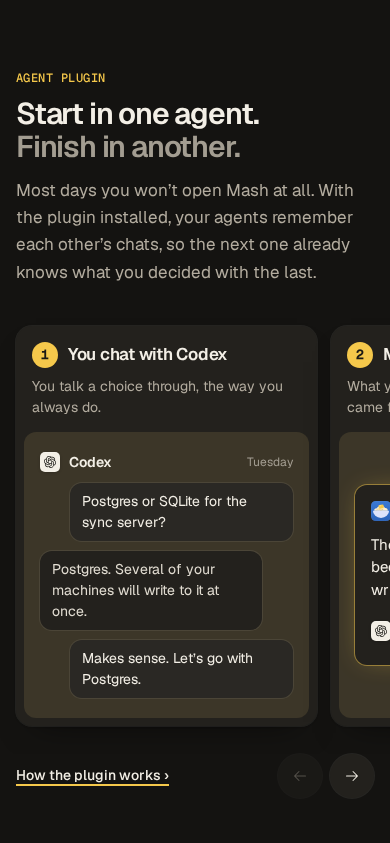 AGENT PLUGIN
Start in one agent.
Finish in another.
Most days you won’t open Mash at all. With
the plugin installed, your agents remember
each other’s chats, so the next one already
knows what you decided with the last.
1
You chat with Codex
You talk a choice through, the way you
always do.
Codex
Tuesday
Postgres or SQLite for the
sync server?
Postgres. Several of your
machines will write to it at
once.
Makes sense. Let’s go with
Postgres.
2
What y
came f
The
How the plugin works ›